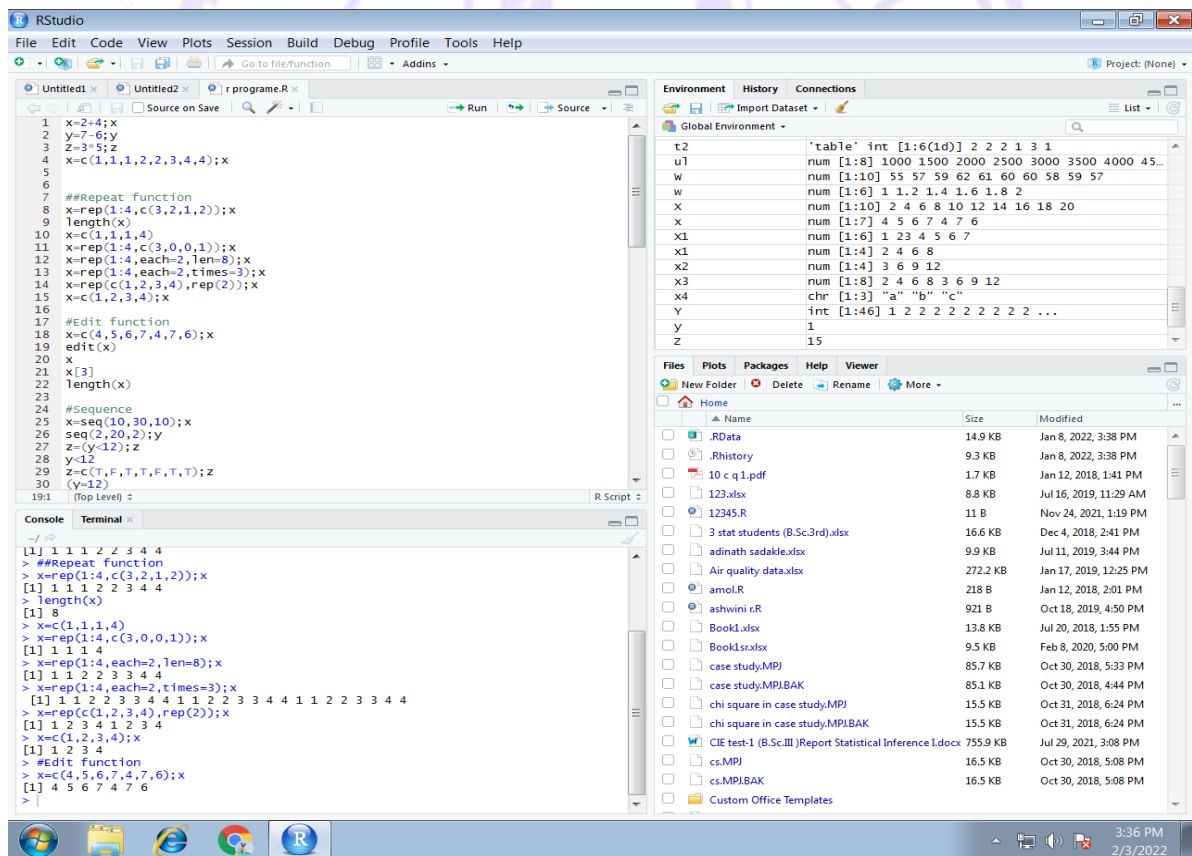 RStudio
File Edit Code View Plots Session Build Debug Profile Tools Help
Go to file/function Addins Project: (None)
Untitled1 Untitled2 r programe.R
Source on Save Run Source
1 x=2+4;x
2 y=7-6;y
3 z=3*5;z
4 x=c(1,1,1,2,2,3,4,4);x
5
6
7 ##Repeat function
8 x=rep(1:4,c(3,2,1,2));x
9 length(x)
10 x=c(1,1,1,4)
11 x=rep(1:4,c(3,0,0,1));x
12 x=rep(1:4,each=2,len=8);x
13 x=rep(1:4,each=2,times=3);x
14 x=rep(c(1,2,3,4),rep(2));x
15 x=c(1,2,3,4);x
16
17 #Edit function
18 x=c(4,5,6,7,4,7,6);x
19 edit(x)
20 x
21 x[3]
22 length(x)
23
24 #Sequence
25 x=seq(10,30,10);x
26 seq(2,20,2);y
27 z=(y<12);z
28 y<12
29 z=c(T,F,T,T,F,T,T);z
30 (y=12)
19:1 (Top Level) R Script
Console Terminal
~/
[1] 1 1 1 2 2 3 4 4
> ##Repeat function
> x=rep(1:4,c(3,2,1,2));x
[1] 1 1 1 2 2 3 4 4
> length(x)
[1] 8
> x=c(1,1,1,4)
> x=rep(1:4,c(3,0,0,1));x
[1] 1 1 1 4
> x=rep(1:4,each=2,len=8);x
[1] 1 1 2 2 3 3 4 4
> x=rep(1:4,each=2,times=3);x
[1] 1 1 2 2 3 3 4 4 1 1 2 2 3 3 4 4 1 1 2 2 3 3 4 4
> x=rep(c(1,2,3,4),rep(2));x
[1] 1 2 3 4 1 2 3 4
> x=c(1,2,3,4);x
[1] 1 2 3 4
> #Edit function
> x=c(4,5,6,7,4,7,6);x
[1] 4 5 6 7 4 7 6
>
Environment History Connections
Import Dataset List
Global Environment
t2 'table' int [1:6(1d)] 2 2 2 1 3 1
ul num [1:8] 1000 1500 2000 2500 3000 3500 4000 45…
W num [1:10] 55 57 59 62 61 60 60 58 59 57
w num [1:6] 1 1.2 1.4 1.6 1.8 2
X num [1:10] 2 4 6 8 10 12 14 16 18 20
x num [1:7] 4 5 6 7 4 7 6
X1 num [1:6] 1 23 4 5 6 7
x1 num [1:4] 2 4 6 8
x2 num [1:4] 3 6 9 12
x3 num [1:8] 2 4 6 8 3 6 9 12
x4 chr [1:3] "a" "b" "c"
Y int [1:46] 1 2 2 2 2 2 2 2 2 2 ...
y 1
z 15
Files Plots Packages Help Viewer
New Folder Delete Rename More
Home ...
Name Size Modified
.RData 14.9 KB Jan 8, 2022, 3:38 PM
.Rhistory 9.3 KB Jan 8, 2022, 3:38 PM
10 c q 1.pdf 1.7 KB Jan 12, 2018, 1:41 PM
123.xlsx 8.8 KB Jul 16, 2019, 11:29 AM
12345.R 11 B Nov 24, 2021, 1:19 PM
3 stat students (B.Sc.3rd).xlsx 16.6 KB Dec 4, 2018, 2:41 PM
adinath sadakle.xlsx 9.9 KB Jul 11, 2019, 3:44 PM
Air quality data.xlsx 272.2 KB Jan 17, 2019, 12:25 PM
amol.R 218 B Jan 12, 2018, 2:01 PM
ashwini r.R 921 B Oct 18, 2019, 4:50 PM
Book1.xlsx 13.8 KB Jul 20, 2018, 1:55 PM
Book1sr.xlsx 9.5 KB Feb 8, 2020, 5:00 PM
case study.MPJ 85.7 KB Oct 30, 2018, 5:33 PM
case study.MPJ.BAK 85.1 KB Oct 30, 2018, 4:44 PM
chi square in case study.MPJ 15.5 KB Oct 31, 2018, 6:24 PM
chi square in case study.MPJ.BAK 15.5 KB Oct 31, 2018, 6:24 PM
CIE test-1 (B.Sc.III )Report Statistical Inference I.docx 755.9 KB Jul 29, 2021, 3:08 PM
cs.MPJ 16.5 KB Oct 30, 2018, 5:08 PM
cs.MPJ.BAK 16.5 KB Oct 30, 2018, 5:08 PM
Custom Office Templates
3:36 PM
2/3/2022